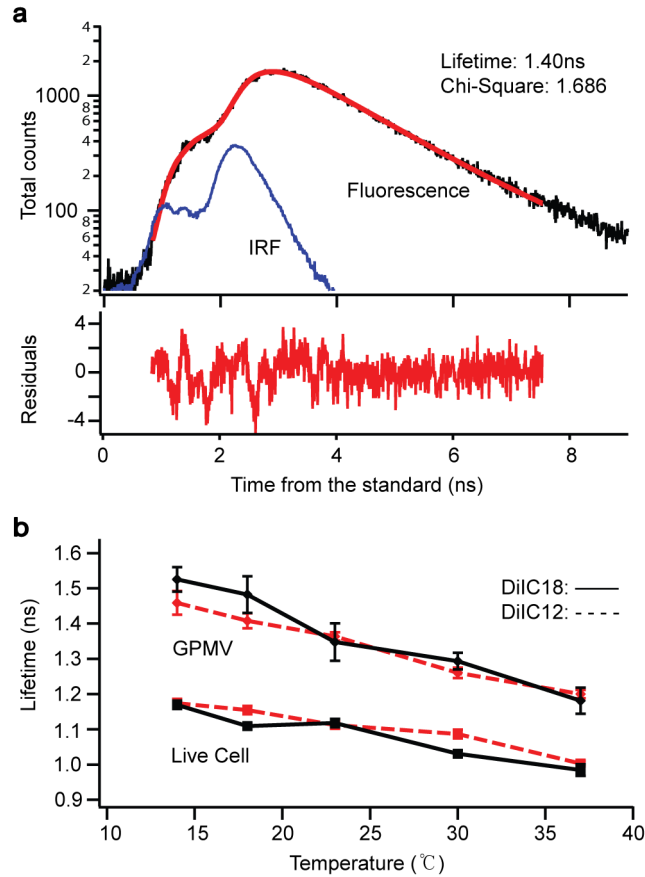 a
Lifetime: 1.40ns
Chi-Square: 1.686
Total counts
4
2
1000
8
6
4
2
100
8
6
4
2
Fluorescence
IRF
Residuals
4
0
-4
0 2 4 6 8
Time from the standard (ns)
b
Lifetime (ns)
1.6
1.5
1.4
1.3
1.2
1.1
1.0
0.9
DiIC18:
DiIC12:
GPMV
Live Cell
10 15 20 25 30 35 40
Temperature (℃)